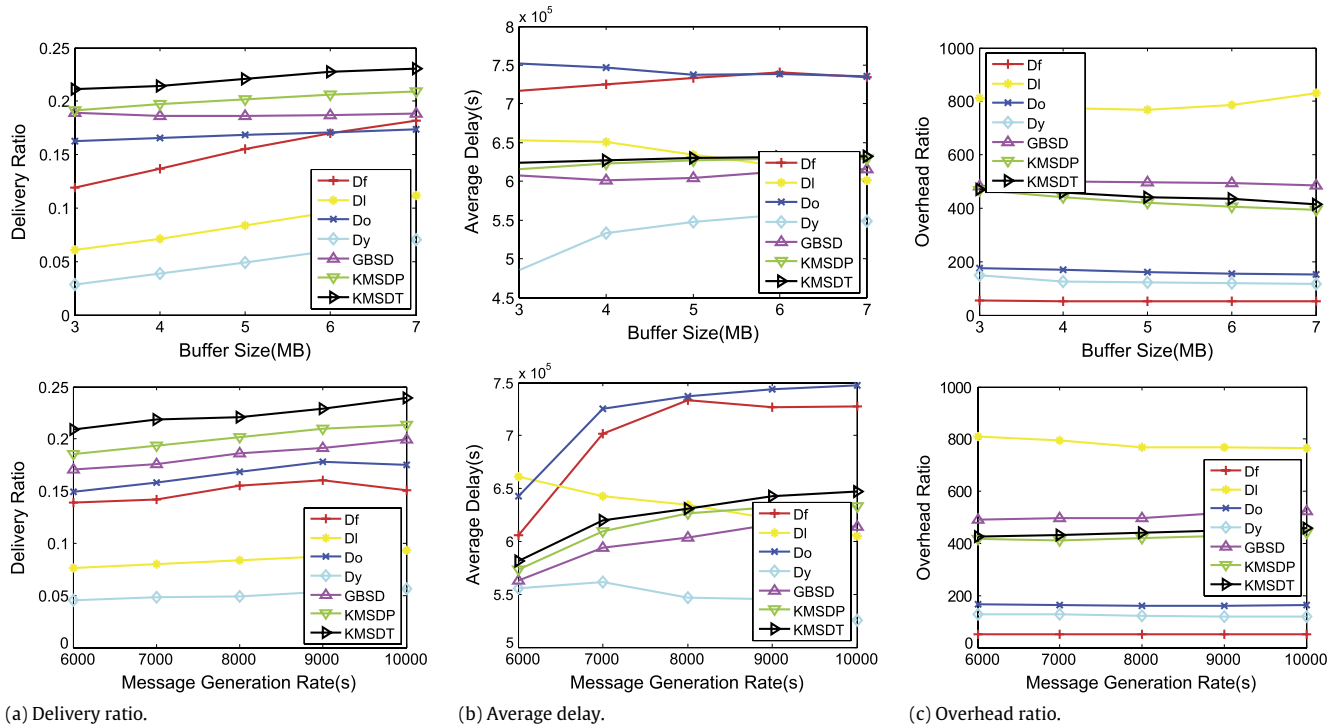 0.25
0.2
0.15
0.1
0.05
0
Delivery Ratio
Df
Dl
Do
Dy
GBSD
KMSDP
KMSDT
3 4 5 6 7
Buffer Size(MB)
x 10^5
8
7.5
7
6.5
6
5.5
5
4.5
Average Delay(s)
Df
Dl
Do
Dy
GBSD
KMSDP
KMSDT
3 4 5 6 7
Buffer Size(MB)
1000
800
600
400
200
0
Overhead Ratio
Df
Dl
Do
Dy
GBSD
KMSDP
KMSDT
3 4 5 6 7
Buffer Size(MB)
0.25
0.2
0.15
0.1
0.05
0
Delivery Ratio
Df
Dl
Do
Dy
GBSD
KMSDP
KMSDT
6000 7000 8000 9000 10000
Message Generation Rate(s)
x 10^5
7.5
7
6.5
6
5.5
5
Average Delay(s)
Df
Dl
Do
Dy
GBSD
KMSDP
KMSDT
6000 7000 8000 9000 10000
Message Generation Rate(s)
1000
800
600
400
200
0
Overhead Ratio
Df
Dl
Do
Dy
GBSD
KMSDP
KMSDT
6000 7000 8000 9000 10000
Message Generation Rate(s)
(a) Delivery ratio.
(b) Average delay.
(c) Overhead ratio.